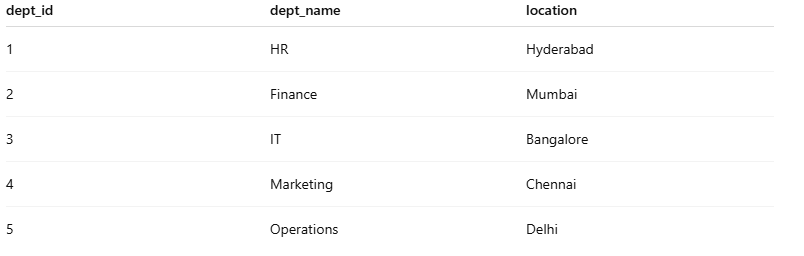 dept_id dept_name location
1 HR Hyderabad
2 Finance Mumbai
3 IT Bangalore
4 Marketing Chennai
5 Operations Delhi